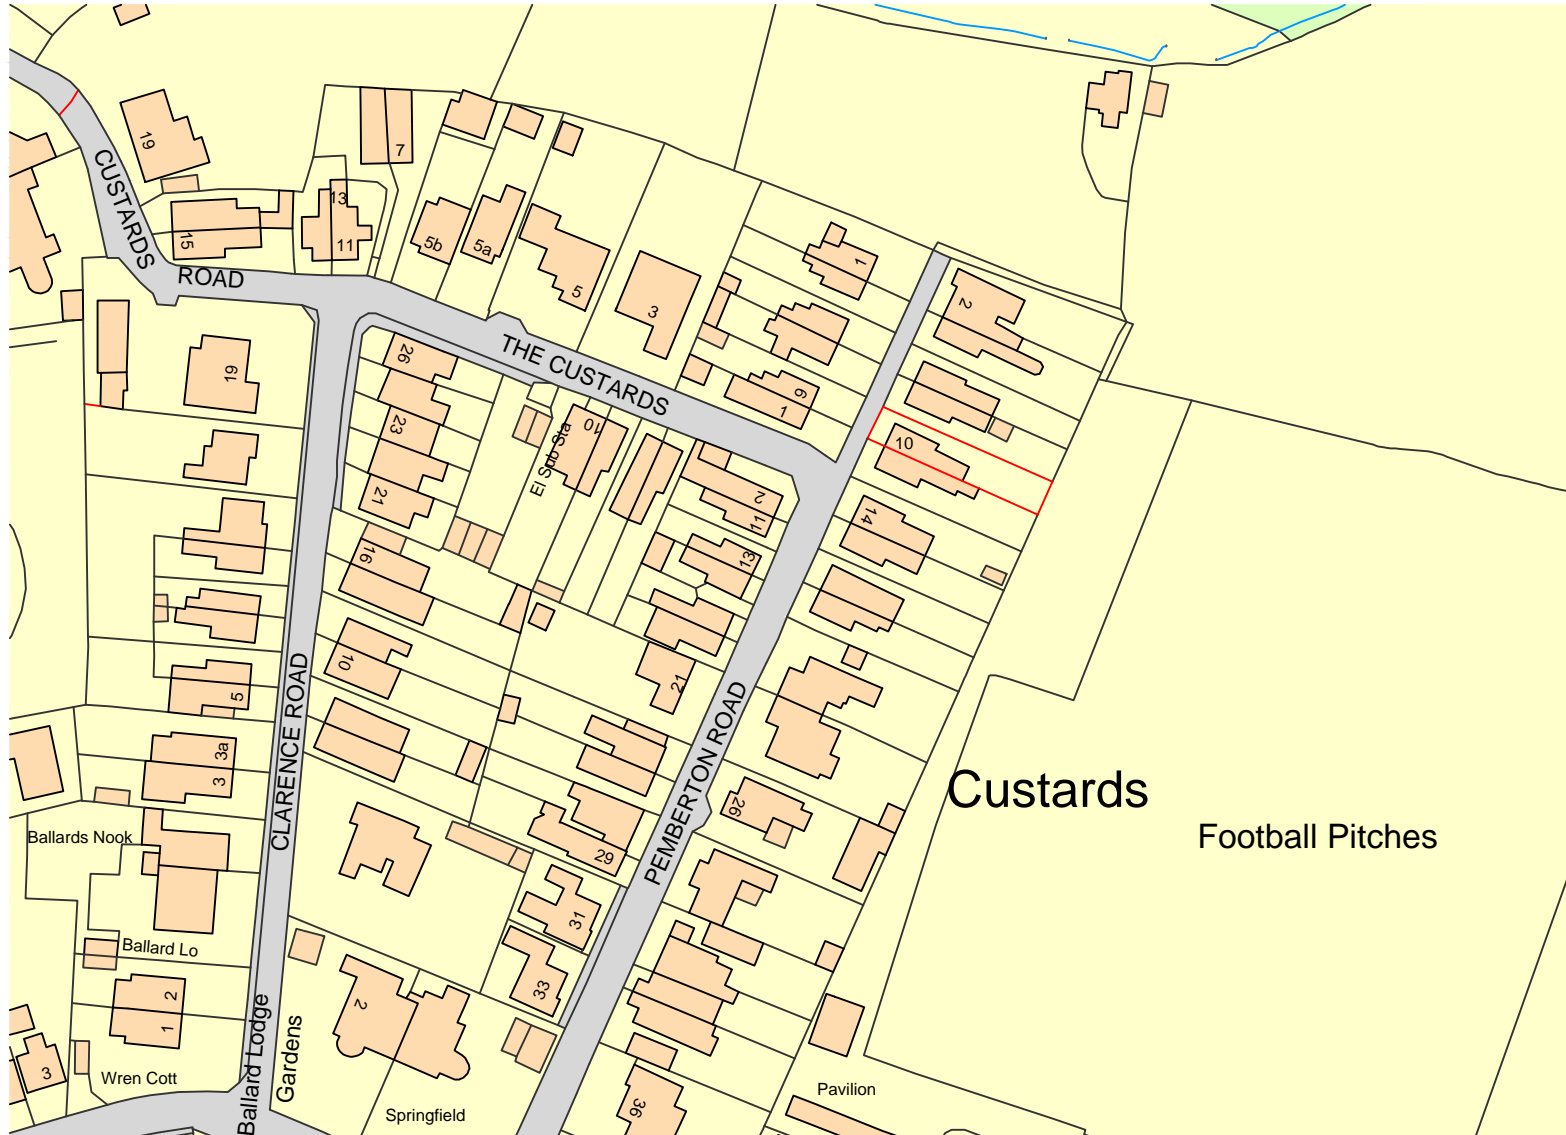 19
7
CUSTARDS
ROAD
15
13
11
5b
5a
5
3
1
2
THE CUSTARDS
6
1
26
19
23
10
El Sub Sta
21
2
11
13
10
14
16
10
21
5
CLARENCE ROAD
PEMBERTON ROAD
3a
3
Custards
Football Pitches
26
29
Ballards Nook
31
33
Ballard Lo
2
1
2
3
Wren Cott
Ballard Lodge
Gardens
Springfield
36
Pavilion